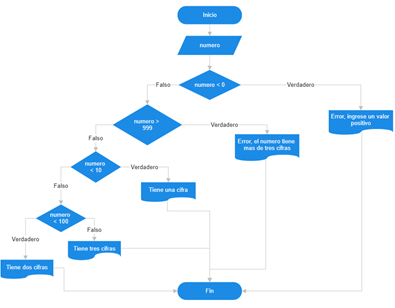 Inicio
numero
numero < 0
Falso
Verdadero
numero >
999
Error, ingrese un valor
positivo
Falso
Verdadero
Error, el numero tiene
mas de tres cifras
numero
< 10
Verdadero
Falso
Tiene una cifra
numero
< 100
Falso
Verdadero
Tiene tres cifras
Tiene dos cifras
Fin